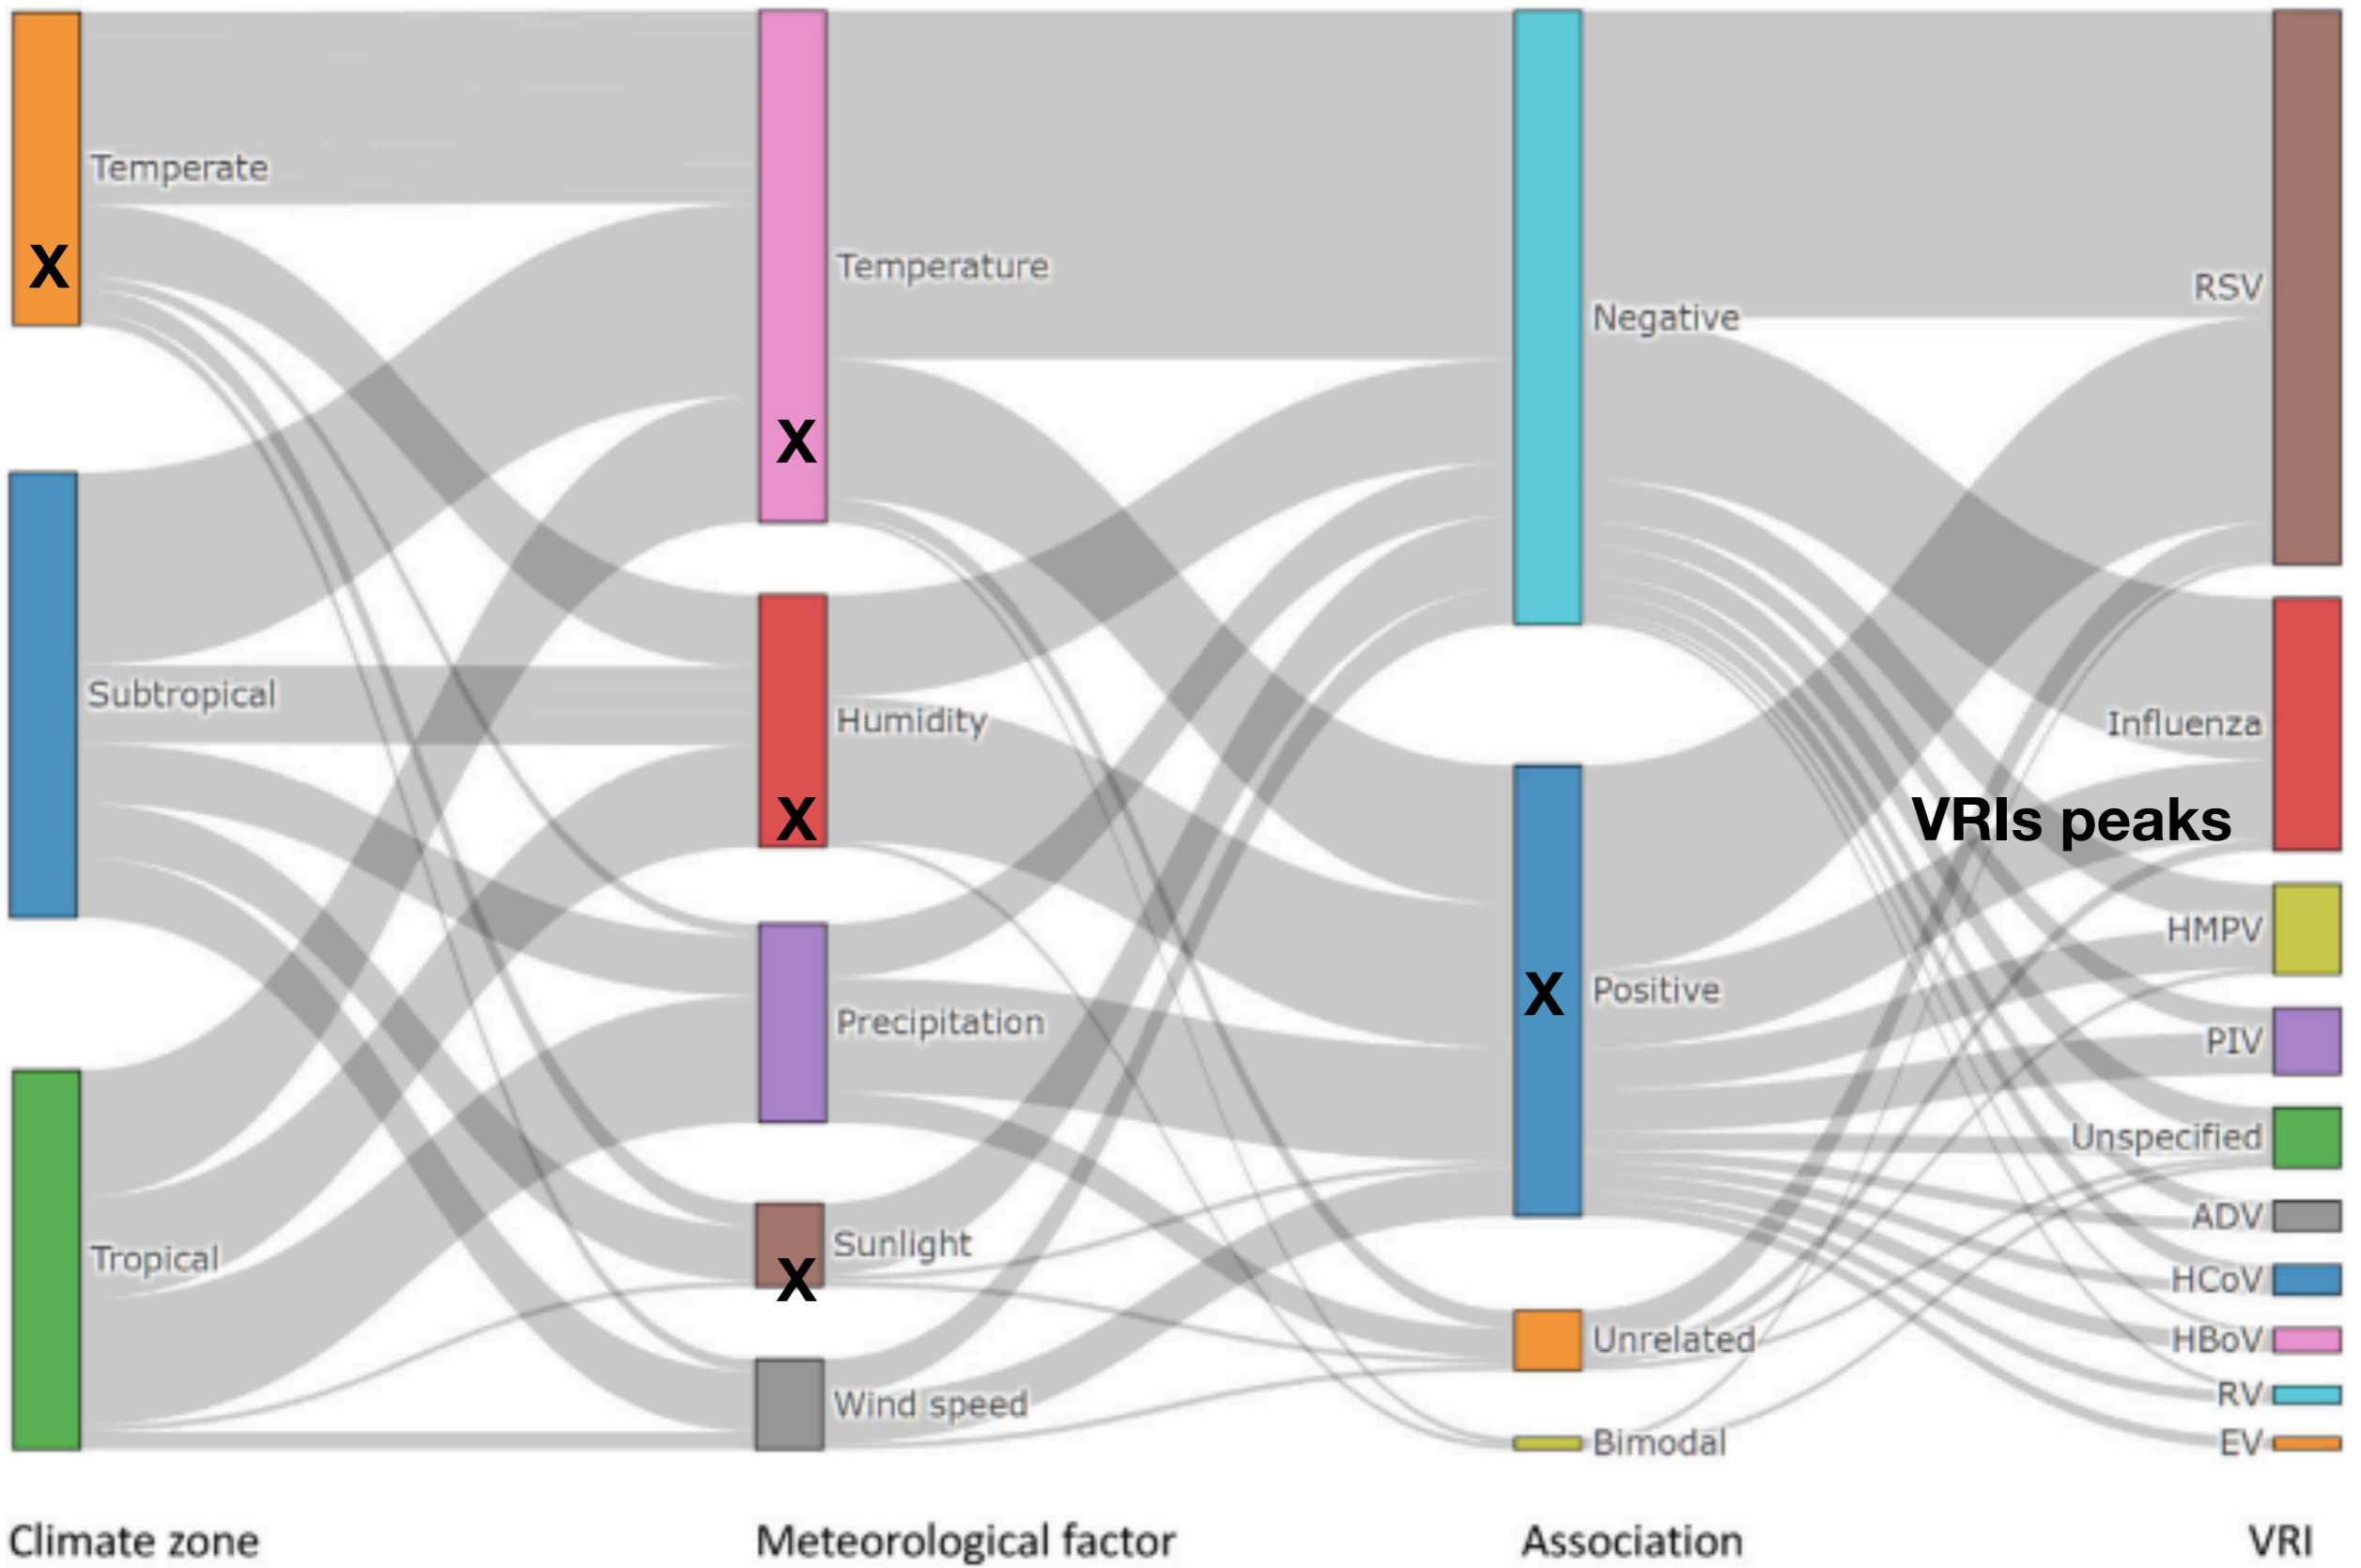 Temperate
X
Subtropical
Tropical
Temperature
X
Humidity
X
Precipitation
Sunlight
X
Wind speed
Negative
Positive
X
Unrelated
Bimodal
VRIs peaks
RSV
Influenza
HMPV
PIV
Unspecified
ADV
HCoV
HBoV
RV
EV
Climate zone
Meteorological factor
Association
VRI